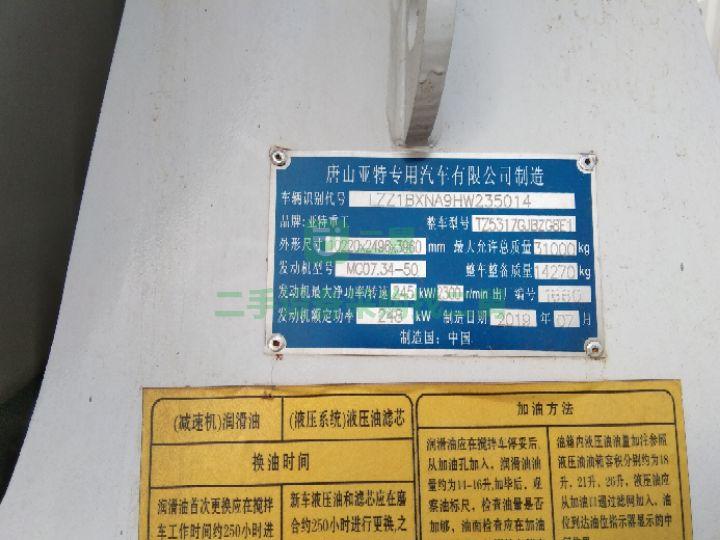 唐山亚特专用汽车有限公司制造
车辆识别代号 LZZ1BXNA9HW235014
品牌:亚特重工 整车型号 TZ5317GJBZG6E1
外形尺寸 10220x2496x3960 mm 最大允许总质量 31000 kg
发动机型号 MC07.34-50 整车整备质量 14270 kg
发动机最大净功率/转速 245 kW/ 2300 r/min 出厂编号
发动机额定功率 248 kW 制造日期 2019 年 07 月
制造国:中国
(减速机)润滑油
(液压系统)液压油滤芯
换油时间
润滑油首次更换应在搅拌
车工作时间约250小时进
新车液压油和滤芯应在磨
合约250小时进行更换,之
加油方法
润滑油应在搅拌车停妥后,
从加油孔加入。润滑油油
量约为14-16升,加毕后,观
察油标尺,检查油量是否
加够,油面检查应在加油
油箱内液压油油量加注参照
液压油油箱容积分别约为18
升、21升、26升,液压油应
从加油口通过滤网加入,油
位到达油位指示器显示的中